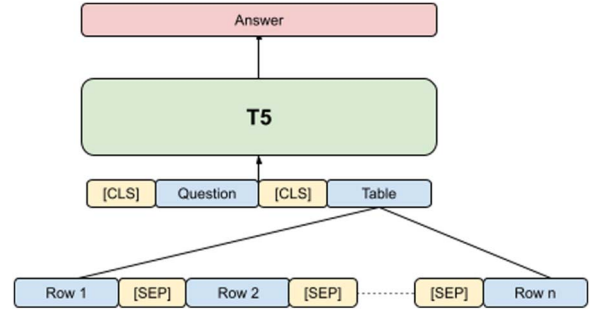 Answer
T5
[CLS] Question [CLS] Table
Row 1 [SEP] Row 2 [SEP] [SEP] Row n